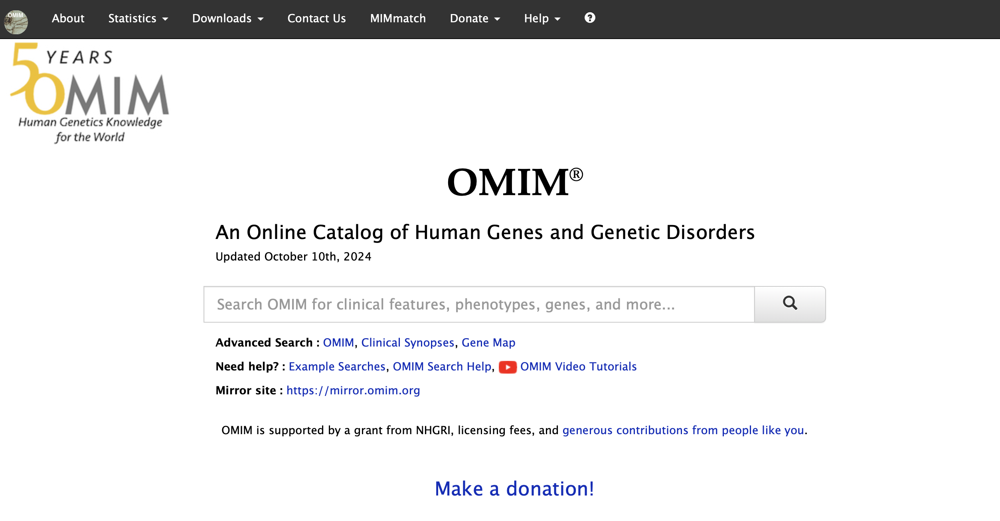 OMIM
About Statistics Downloads Contact Us MIMmatch Donate Help ?
50 YEARS
OMIM
Human Genetics Knowledge
for the World
OMIM®
An Online Catalog of Human Genes and Genetic Disorders
Updated October 10th, 2024
Search OMIM for clinical features, phenotypes, genes, and more...
Advanced Search : OMIM, Clinical Synopses, Gene Map
Need help? : Example Searches, OMIM Search Help, OMIM Video Tutorials
Mirror site : https://mirror.omim.org
OMIM is supported by a grant from NHGRI, licensing fees, and generous contributions from people like you.
Make a donation!